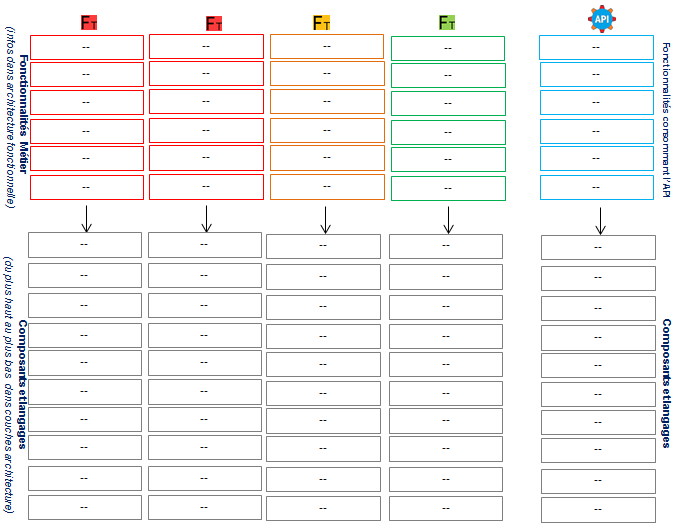 FT FT FT FT API
Fonctionnalités Métier
(infos dans architecture fonctionnelle)
Fonctionnalités consommant l'API
-- -- -- -- --
-- -- -- -- --
-- -- -- -- --
-- -- -- -- --
-- -- -- -- --
-- -- -- -- --
Composants et langages
(du plus haut au plus bas dans couches architecture)
Composants et langages
-- -- -- -- --
-- -- -- -- --
-- -- -- -- --
-- -- -- -- --
-- -- -- -- --
-- -- -- -- --
-- -- -- -- --
-- -- -- -- --
-- -- -- -- --
-- -- -- -- --